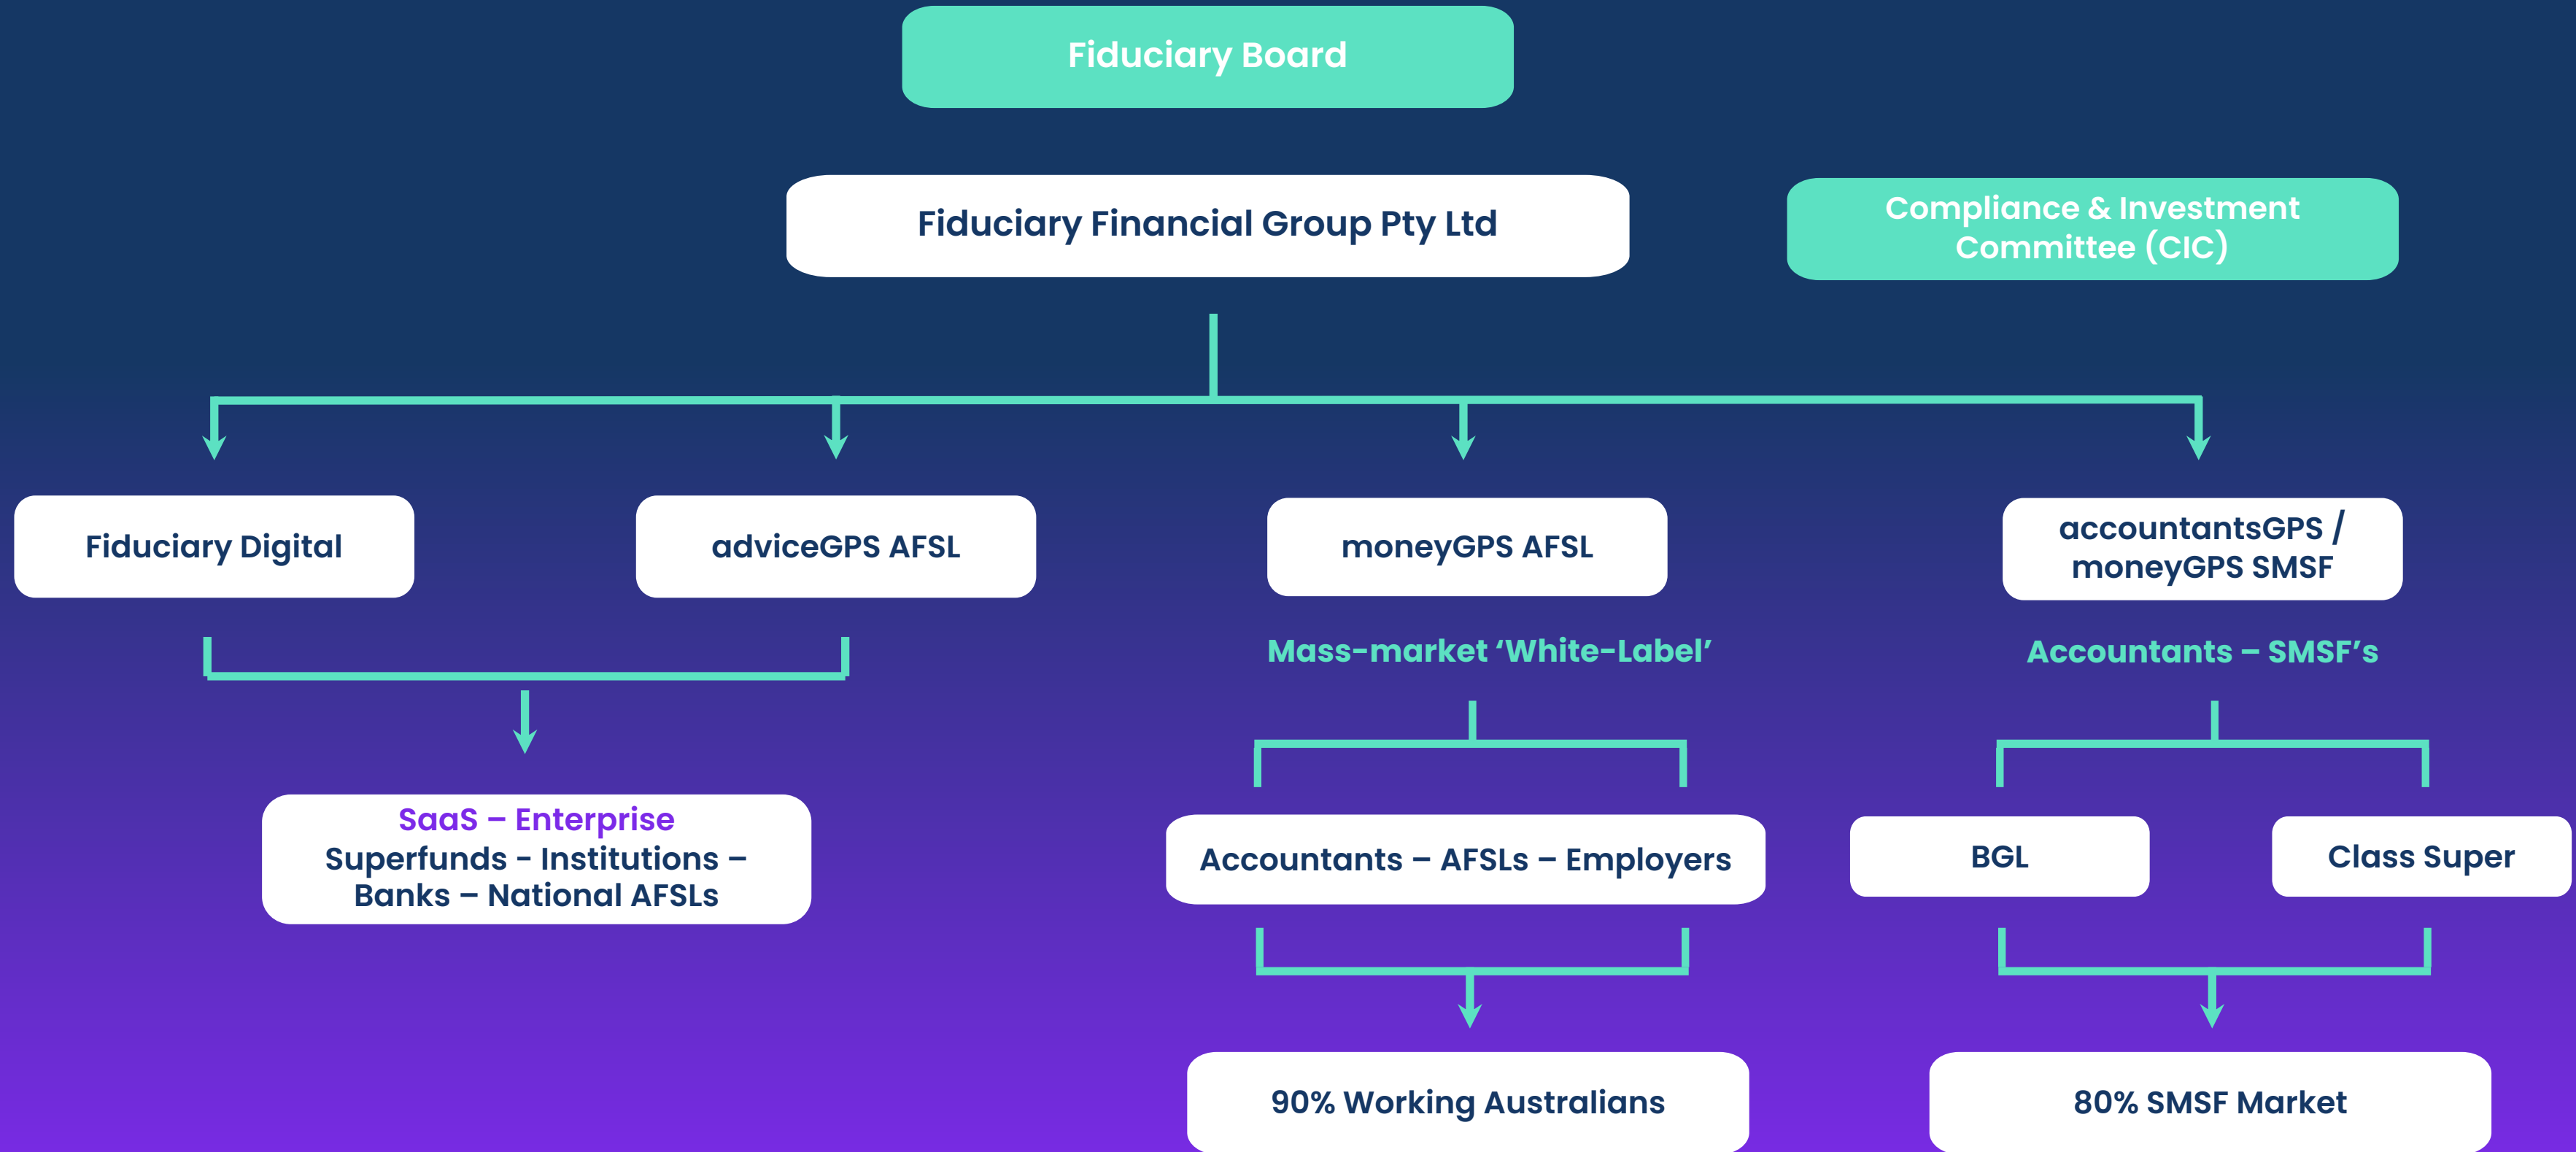 Fiduciary Board
Fiduciary Financial Group Pty Ltd
Compliance & Investment
Committee (CIC)
Fiduciary Digital
adviceGPS AFSL
moneyGPS AFSL
accountantsGPS /
moneyGPS SMSF
Mass-market ‘White-Label’
Accountants – SMSF’s
SaaS – Enterprise
Superfunds - Institutions –
Banks – National AFSLs
Accountants – AFSLs – Employers
BGL
Class Super
90% Working Australians
80% SMSF Market